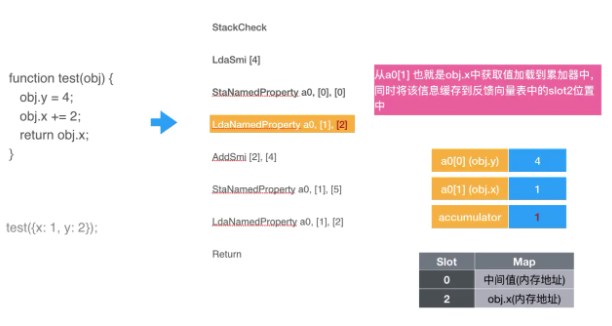 function test(obj) {
obj.y = 4;
obj.x += 2;
return obj.x;
}
test({x: 1, y: 2});
StackCheck
LdaSmi [4]
StaNamedProperty a0, [0], [0]
LdaNamedProperty a0, [1], [2]
AddSmi [2], [4]
StaNamedProperty a0, [1], [5]
LdaNamedProperty a0, [1], [2]
Return
从a0[1] 也就是obj.x中获取值加载到累加器中,
同时将该信息缓存到反馈向量表中的slot2位置
中
a0[0] (obj.y) 4
a0[1] (obj.x) 1
accumulator 1
Slot Map
0 中间值(内存地址)
2 obj.x(内存地址)